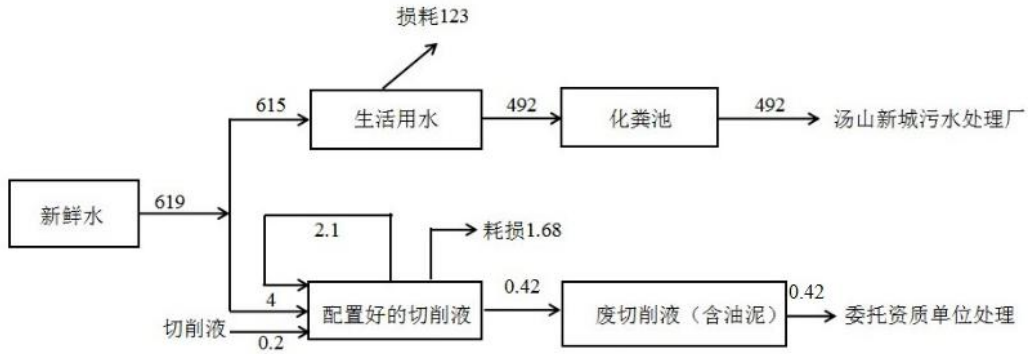 损耗123
615
生活用水
492
化粪池
492
汤山新城污水处理厂
新鲜水
619
2.1
耗损1.68
4
配置好的切削液
0.42
废切削液（含油泥）
0.42
委托资质单位处理
切削液
0.2